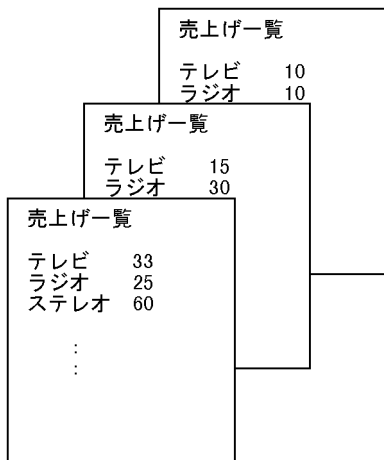 売上げ一覧
テレビ 10
ラジオ 10
売上げ一覧
テレビ 15
ラジオ 30
売上げ一覧
テレビ 33
ラジオ 25
ステレオ 60
:
: